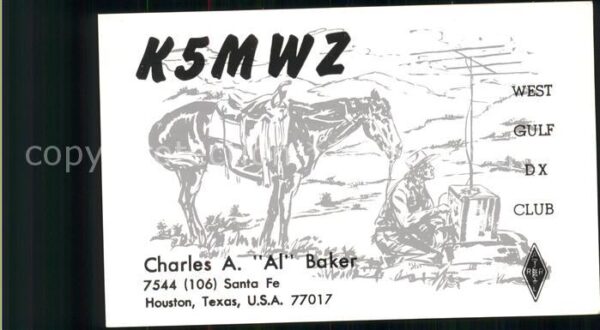 K5MWZ
WEST
GULF
DX
CLUB
Charles A. "Al" Baker
7544 (106) Santa Fe
Houston, Texas, U.S.A. 77017